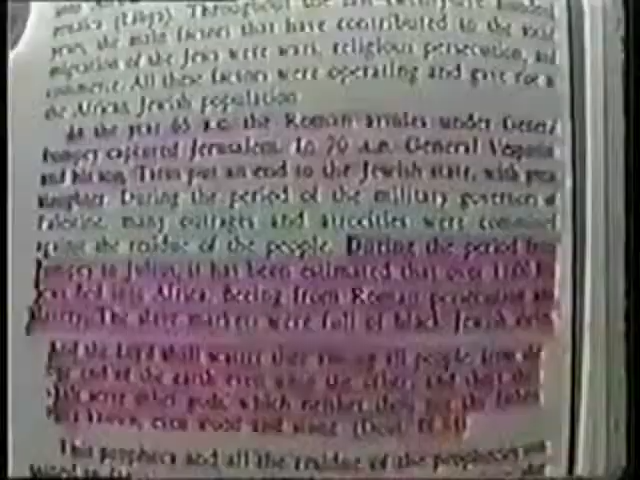 (Libya). Throughout the
years, the main factors that have contributed to the
migration of the Jews were wars, religious persecution, and
commerce. All these factors were operating and gave
the African Jewish population
In the year 65 B.C. the Roman armies under General
Pompey captured Jerusalem. In 70 A.D. General
and his son, Titus put an end to the Jewish state, with great
slaughter. During the period of the military governors of
Palestine, many outrages and atrocities were committed
against the residue of the people. During the period from
Pompey to Julius, it has been estimated that over
Jews fled into Africa, fleeing from Roman persecution and
slavery. The slave markets were full of black Jewish
And the Lord shall scatter thee among all people, from the
one end of the earth even unto the other; and there thou
shalt serve other gods, which neither thou nor thy fathers
have known, even wood and stone. (Deut.
This prophecy and all the residue of the prophecies